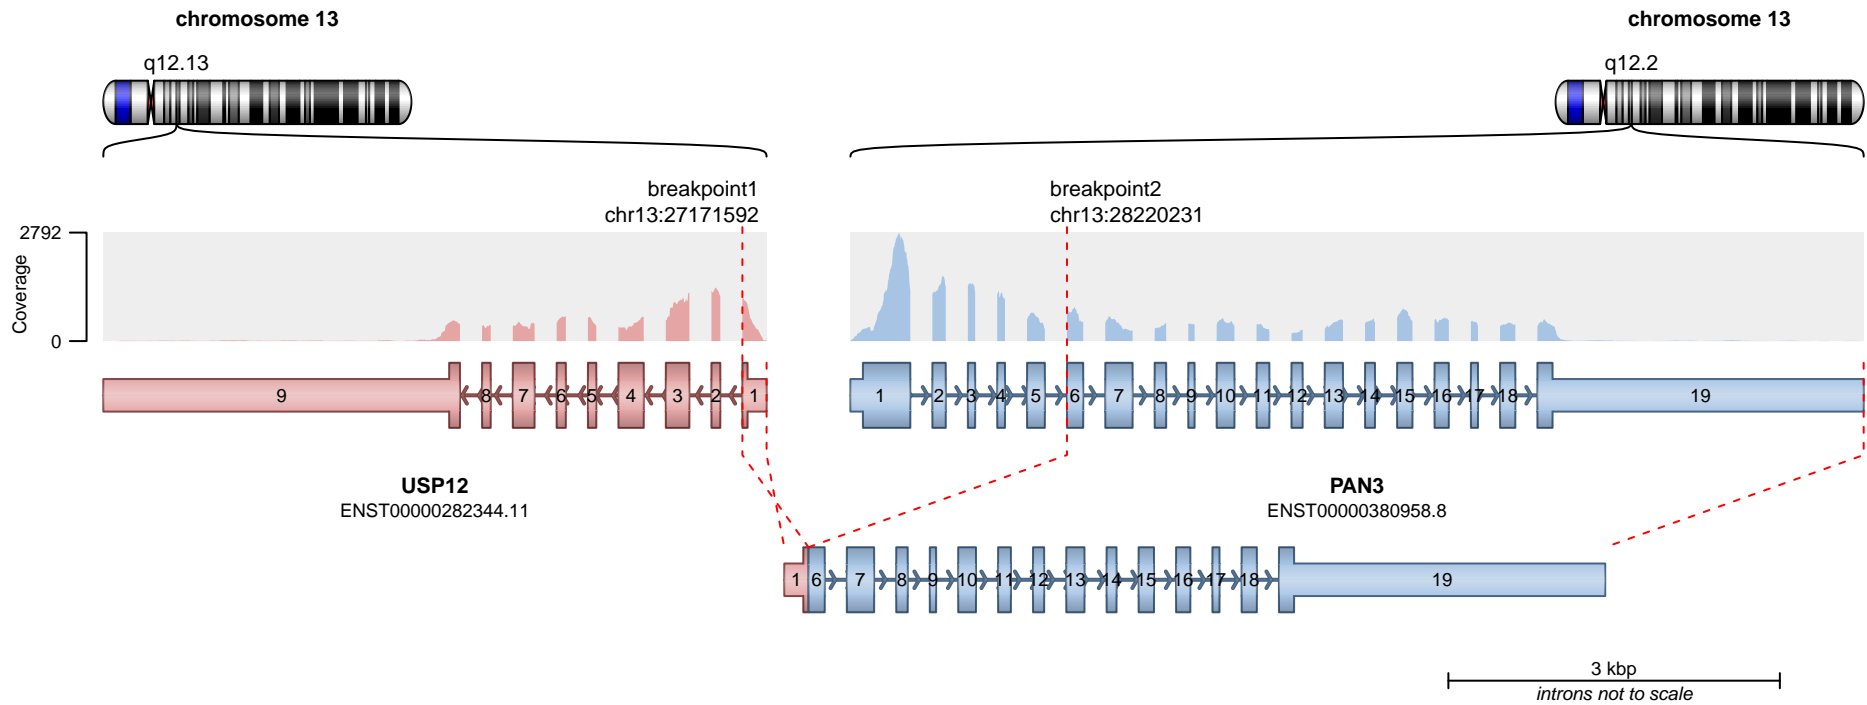 chromosome 13
chromosome 13
q12.13
q12.2
breakpoint1
chr13:27171592
breakpoint2
chr13:28220231
2792
Coverage
0
9 8 7 6 5 4 3 2 1
1 2 3 4 5 6 7 8 9 10 11 12 13 14 15 16 17 18 19
USP12
ENST00000282344.11
PAN3
ENST00000380958.8
1 6 7 8 9 10 11 12 13 14 15 16 17 18 19
3 kbp
introns not to scale